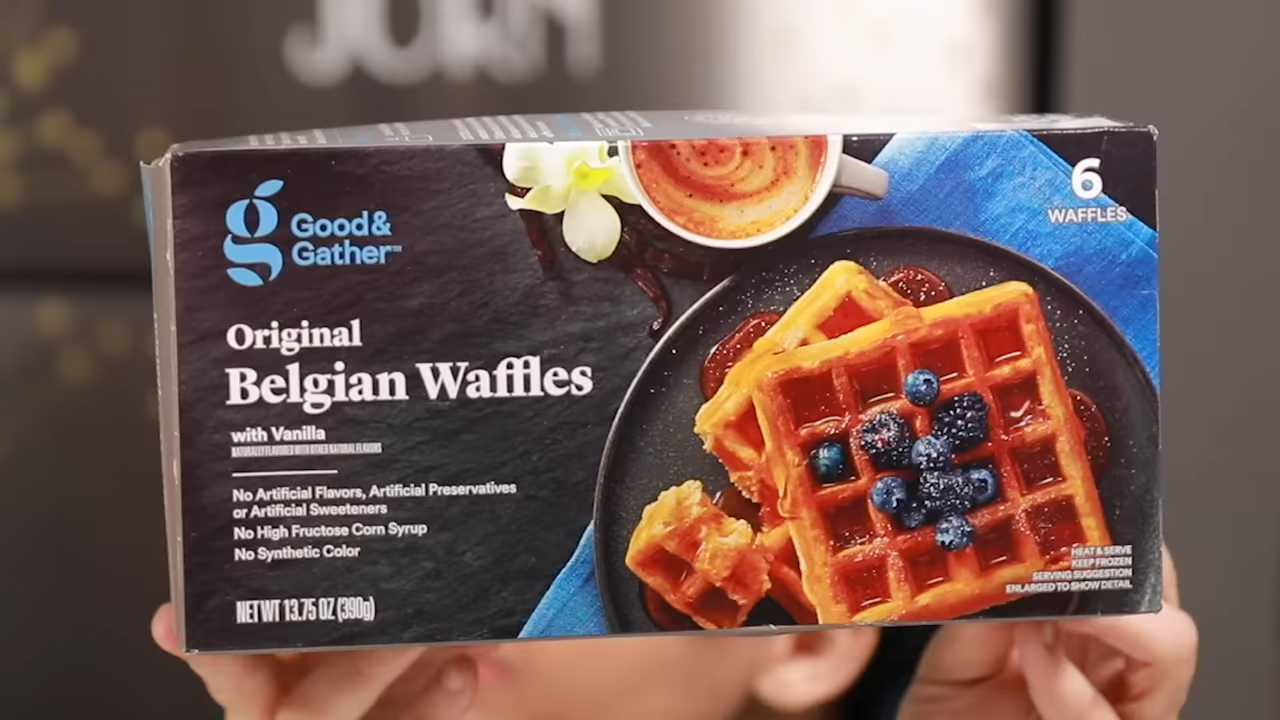 Good&
Gather™
6
WAFFLES
Original
Belgian Waffles
with Vanilla
NATURALLY FLAVORED WITH OTHER NATURAL FLAVORS
No Artificial Flavors, Artificial Preservatives
or Artificial Sweeteners
No High Fructose Corn Syrup
No Synthetic Color
NET WT 13.75 OZ (390g)
HEAT & SERVE
KEEP FROZEN
SERVING SUGGESTION
ENLARGED TO SHOW DETAIL